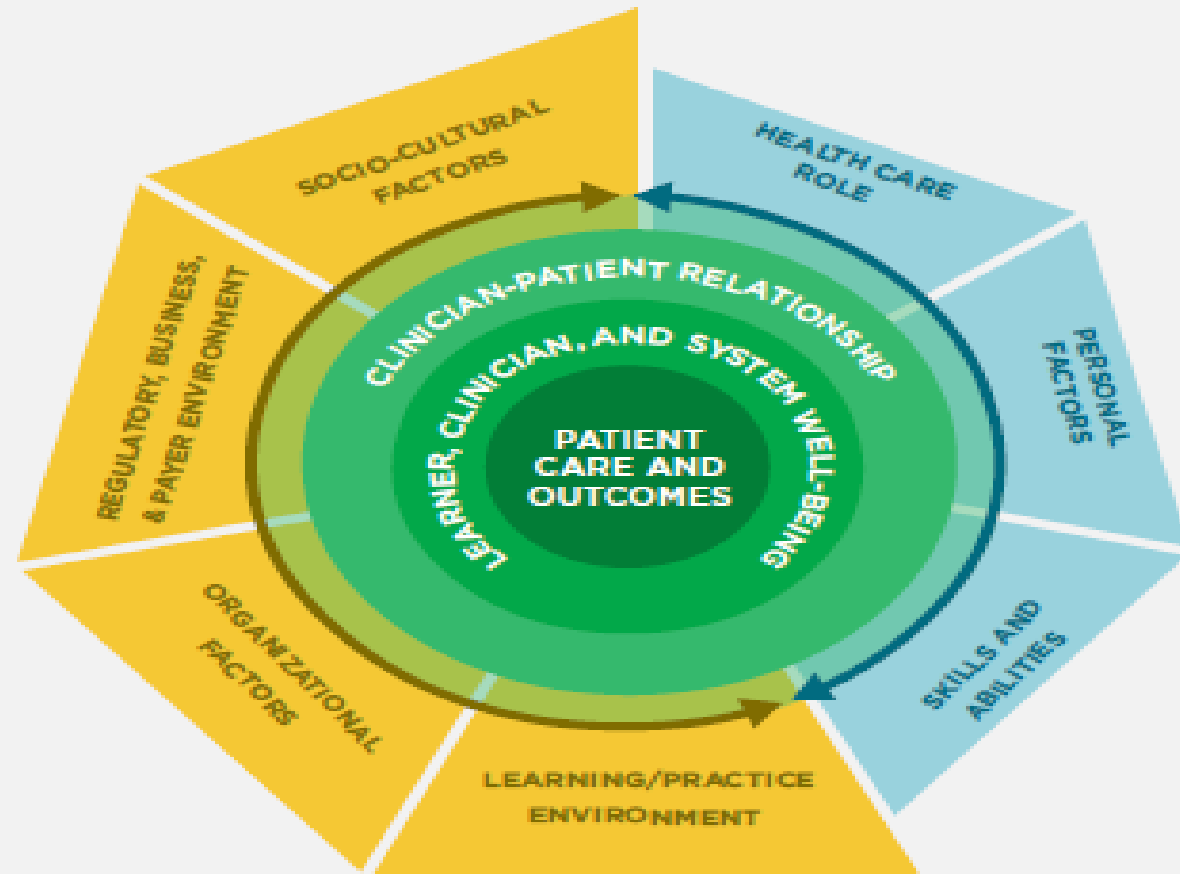 SOCIO-CULTURAL
FACTORS
HEALTH CARE
ROLE
REGULATORY, BUSINESS,
& PAYER ENVIRONMENT
CLINICIAN-PATIENT RELATIONSHIP
LEARNER, CLINICIAN, AND SYSTEM WELL-BEING
PATIENT
CARE AND
OUTCOMES
PERSONAL
FACTORS
ORGANIZATIONAL
FACTORS
SKILLS AND
ABILITIES
LEARNING/PRACTICE
ENVIRONMENT